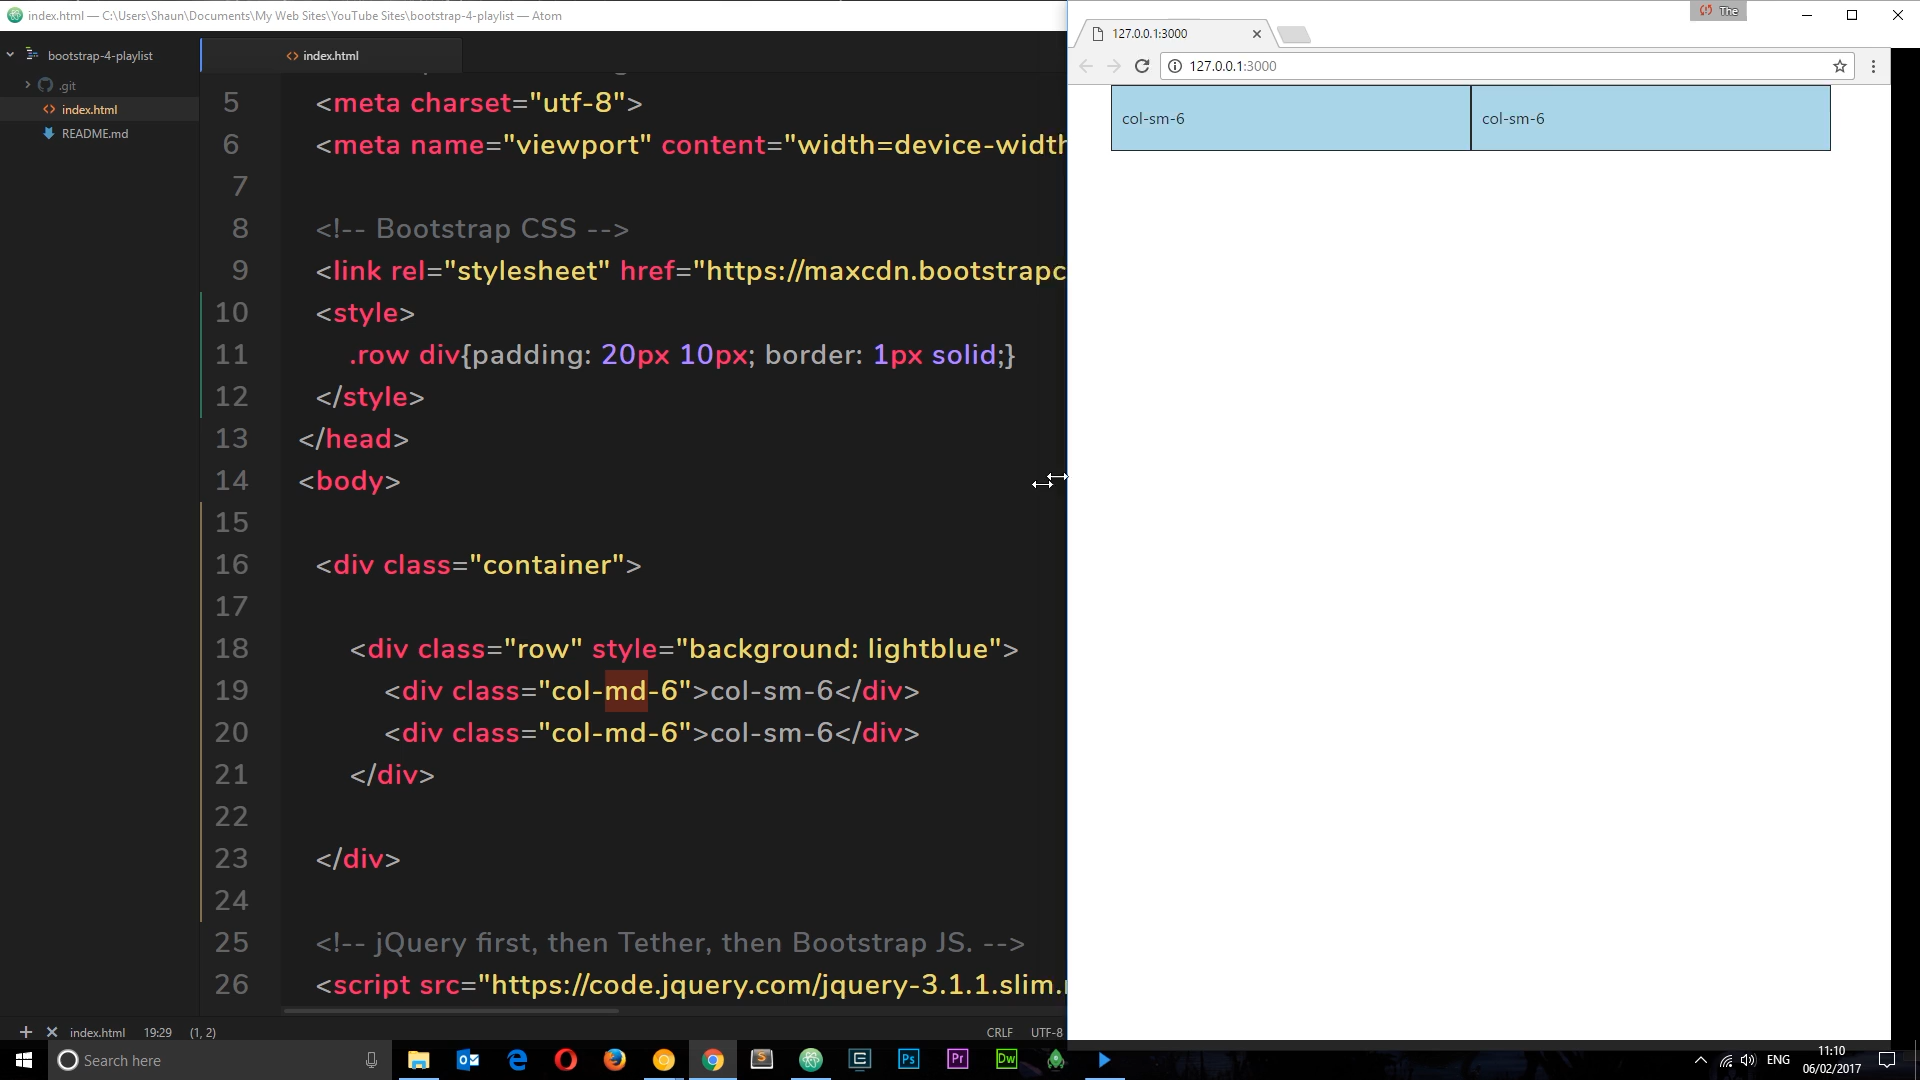 index.html — C:\Users\Shaun\Documents\My Web Sites\YouTube Sites\bootstrap-4-playlist — Atom
The
bootstrap-4-playlist
.git
index.html
README.md
index.html
127.0.0.1:3000
127.0.0.1:3000
5 <meta charset="utf-8">
6 <meta name="viewport" content="width=device-width
7
8 <!-- Bootstrap CSS -->
9 <link rel="stylesheet" href="https://maxcdn.bootstrapc
10 <style>
11 .row div{padding: 20px 10px; border: 1px solid;}
12 </style>
13 </head>
14 <body>
15
16 <div class="container">
17
18 <div class="row" style="background: lightblue">
19 <div class="col-md-6">col-sm-6</div>
20 <div class="col-md-6">col-sm-6</div>
21 </div>
22
23 </div>
24
25 <!-- jQuery first, then Tether, then Bootstrap JS. -->
26 <script src="https://code.jquery.com/jquery-3.1.1.slim.
col-sm-6 col-sm-6
index.html 19:29 (1, 2) CRLF UTF-8
Search here
S
Ps
Pr
Dw
ENG
11:10
06/02/2017